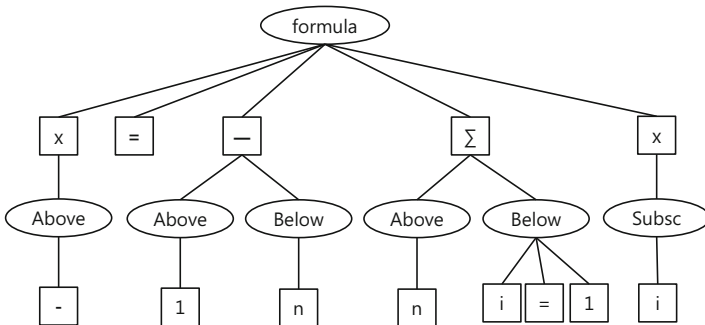 formula
x = — ∑ x
Above Above Below Above Below Subsc
- 1 n n i = 1 i